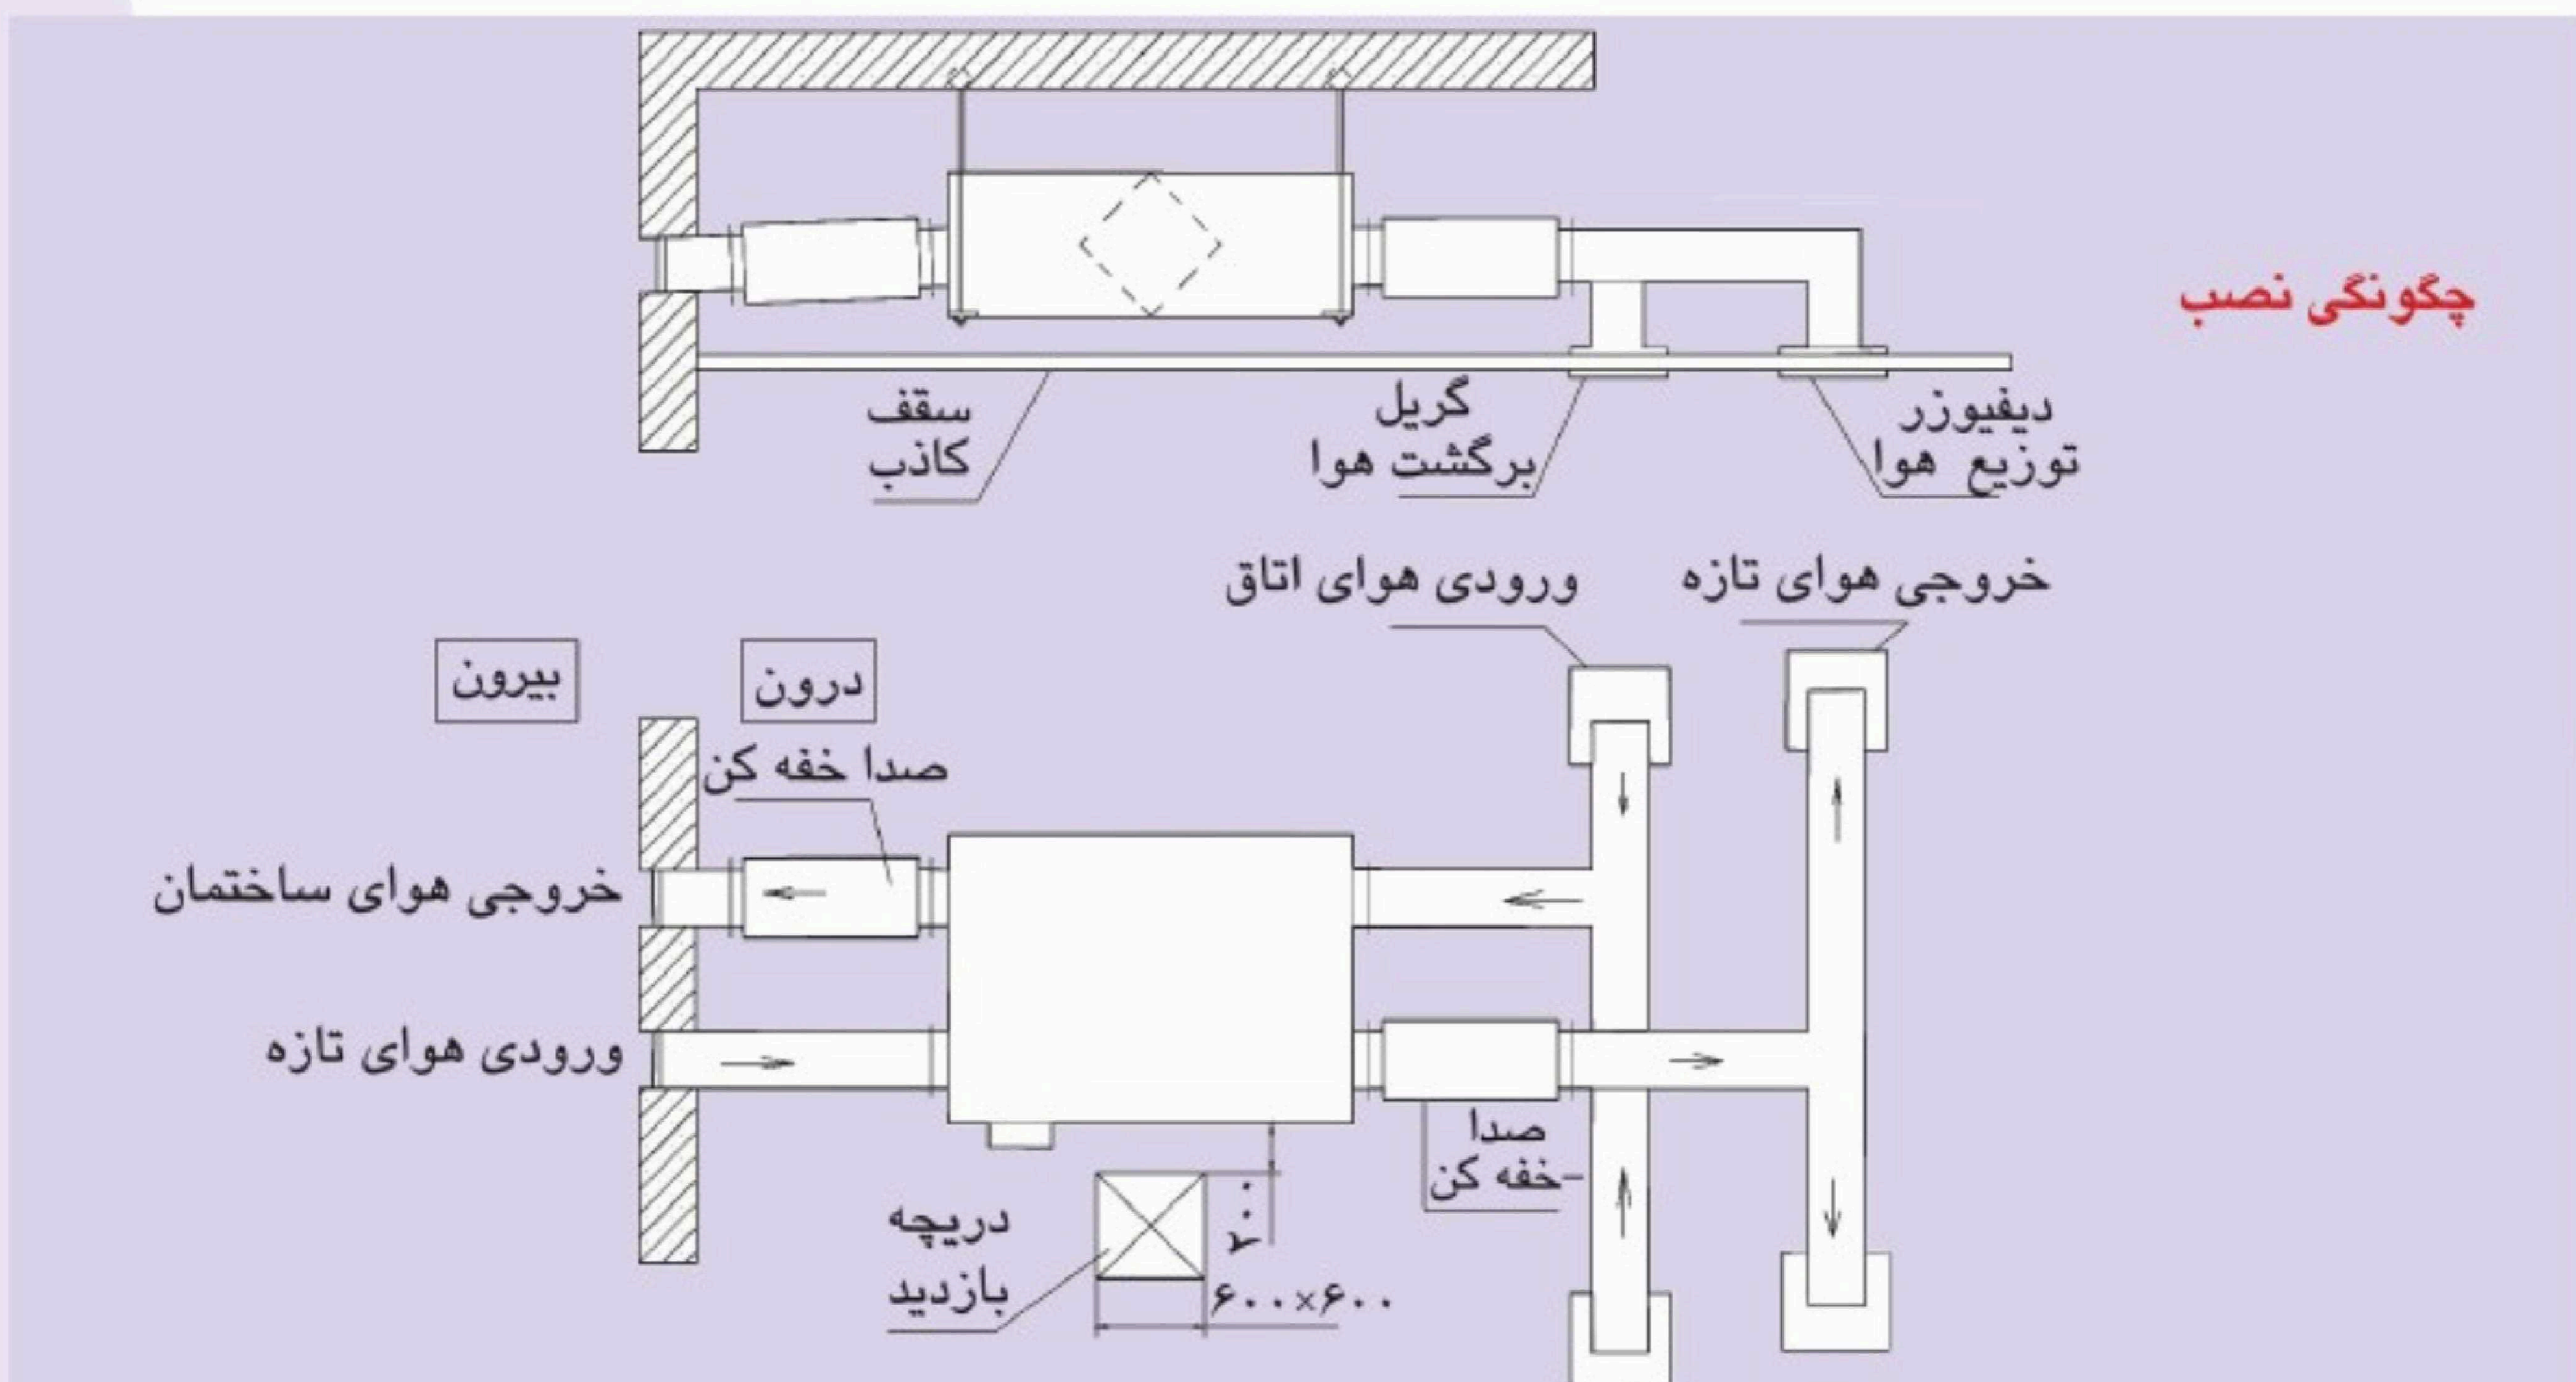 چگونگی نصب
سقف
کاذب
گریل
برگشت هوا
دیفیوزر
توزیع هوا
ورودی هوای اتاق
خروجی هوای تازه
بیرون
درون
صدا خفه کن
خروجی هوای ساختمان
ورودی هوای تازه
صدا
خفه کن
دریچه
بازدید
۲۰۰
۶۰۰×۶۰۰